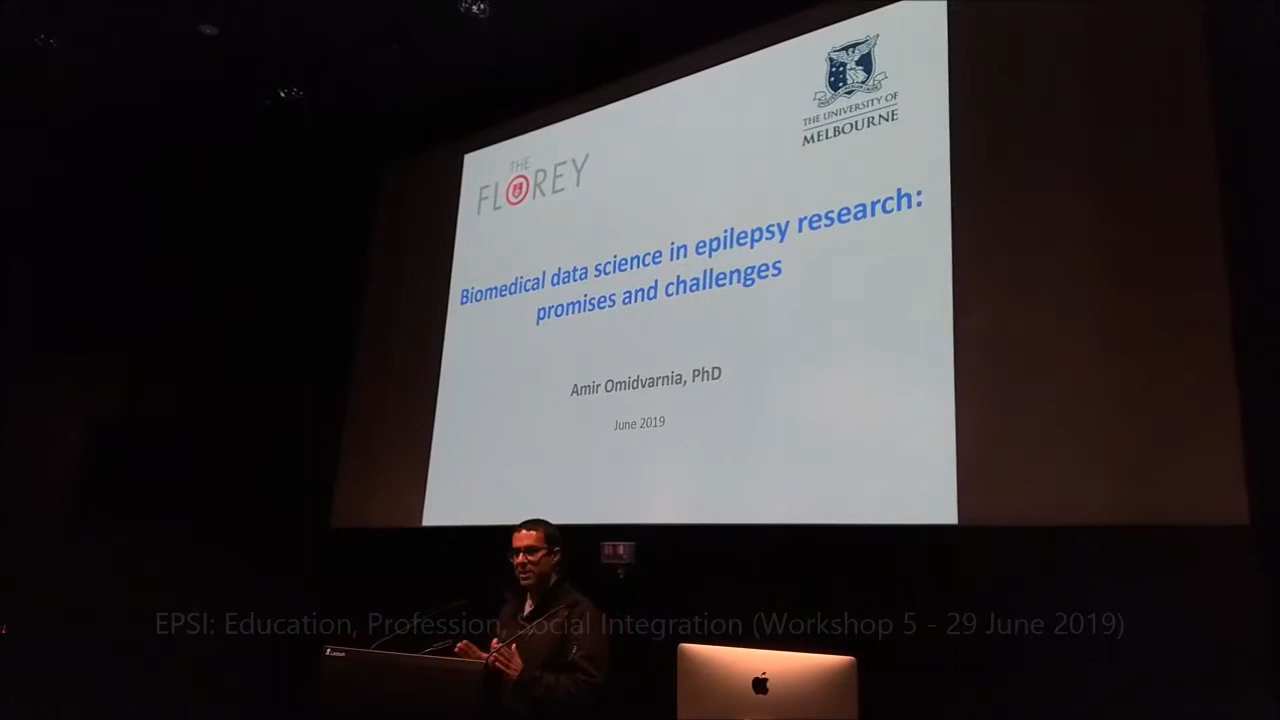 THE UNIVERSITY OF
MELBOURNE
THE
FLOREY
Biomedical data science in epilepsy research:
promises and challenges
Amir Omidvarnia, PhD
June 2019
EPSI: Education, Profession, Social Integration (Workshop 5 - 29 June 2019)